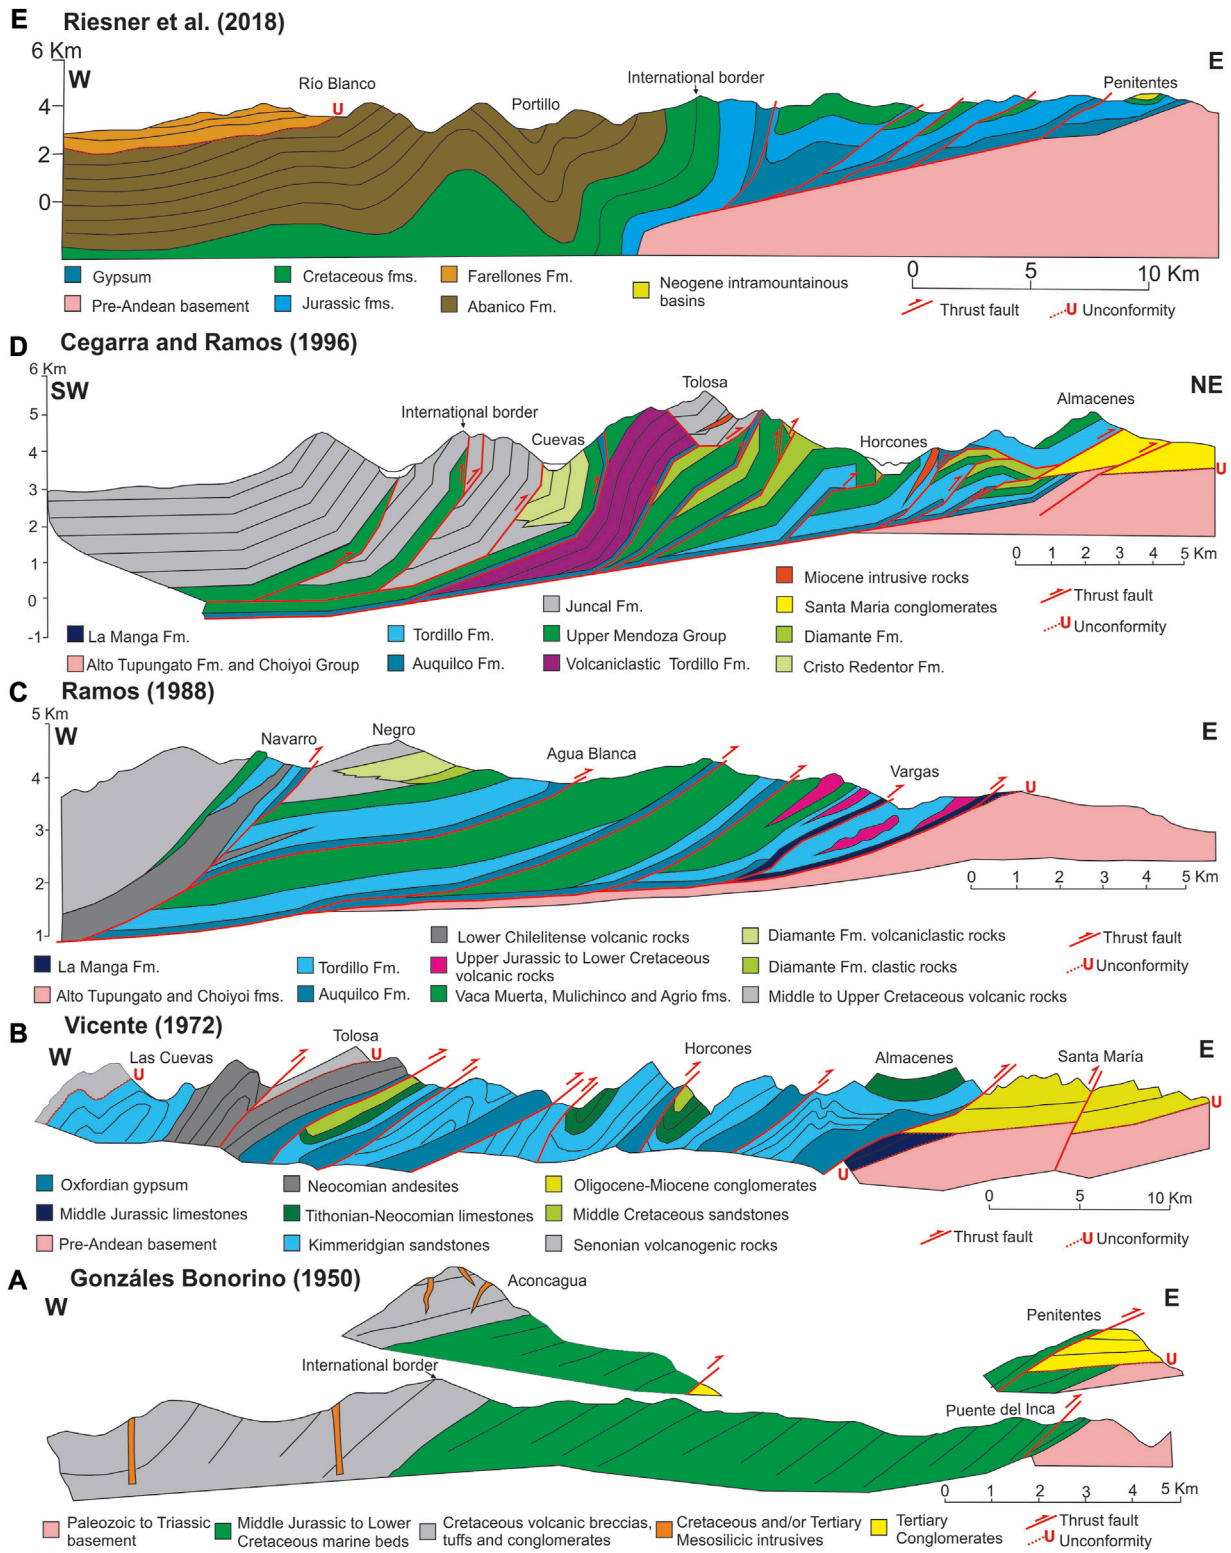 E Riesner et al. (2018)
6 Km
W
E
Río Blanco
U
Portillo
International border
Penitentes
4
2
0
Gypsum
Cretaceous fms.
Farellones Fm.
Neogene intramountainous
basins
Pre-Andean basement
Jurassic fms.
Abanico Fm.
0 5 10 Km
Thrust fault
U Unconformity
D Cegarra and Ramos (1996)
6 Km
SW
NE
Tolosa
International border
Cuevas
Horcones
Almacenes
5
4
3
2
1
0
-1
U
0 1 2 3 4 5 Km
La Manga Fm.
Alto Tupungato Fm. and Choiyoi Group
Tordillo Fm.
Auquilco Fm.
Juncal Fm.
Upper Mendoza Group
Volcaniclastic Tordillo Fm.
Miocene intrusive rocks
Santa Maria conglomerates
Diamante Fm.
Cristo Redentor Fm.
Thrust fault
U Unconformity
C Ramos (1988)
5 Km
W
E
Navarro
Negro
Agua Blanca
Vargas
U
4
3
2
1
0 1 2 3 4 5 Km
La Manga Fm.
Alto Tupungato and Choiyoi fms.
Tordillo Fm.
Auquilco Fm.
Lower Chilelitense volcanic rocks
Upper Jurassic to Lower Cretaceous
volcanic rocks
Vaca Muerta, Mulichinco and Agrio fms.
Diamante Fm. volcaniclastic rocks
Diamante Fm. clastic rocks
Middle to Upper Cretaceous volcanic rocks
Thrust fault
U Unconformity
B Vicente (1972)
W
E
Las Cuevas
U
Tolosa
U
Horcones
Almacenes
Santa María
U
U
0 5 10 Km
Oxfordian gypsum
Middle Jurassic limestones
Pre-Andean basement
Neocomian andesites
Tithonian-Neocomian limestones
Kimmeridgian sandstones
Oligocene-Miocene conglomerates
Middle Cretaceous sandstones
Senonian volcanogenic rocks
Thrust fault
U Unconformity
A Gonzáles Bonorino (1950)
W
E
Aconcagua
Penitentes
U
International border
Puente del Inca
0 1 2 3 4 5 Km
Paleozoic to Triassic
basement
Middle Jurassic to Lower
Cretaceous marine beds
Cretaceous volcanic breccias,
tuffs and conglomerates
Cretaceous and/or Tertiary
Mesosilicic intrusives
Tertiary
Conglomerates
Thrust fault
U Unconformity